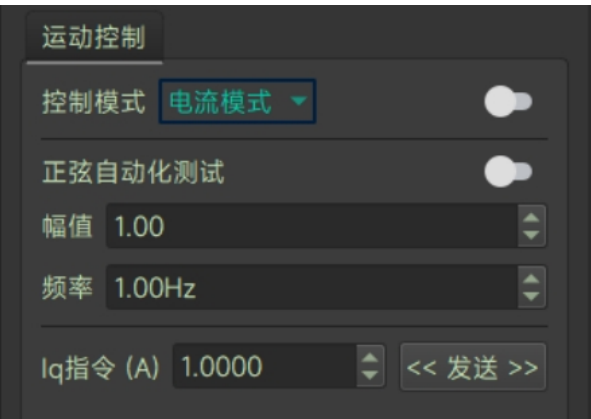 运动控制
控制模式 电流模式
正弦自动化测试
幅值 1.00
频率 1.00Hz
Iq指令 (A) 1.0000 << 发送 >>